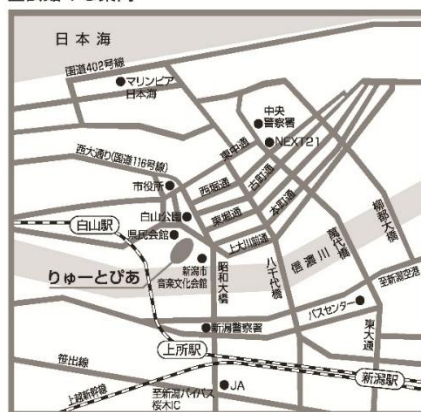 日本海
国道402号線
マリンピア
日本海
中央
警察署
NEXT21
西大通り(国道116号線)
東中通
西堀通
古町通
市役所
東堀通
本町通
白山公園
白山駅
県民会館
上大川前通
信濃川
萬代橋
柳都大橋
りゅーとぴあ
新潟市
音楽文化会館
昭和大橋
八千代橋
至新潟空港
バスセンター
新潟警察署
東大通
上所駅
笹出線
新潟駅
上越新幹線
至新潟バイパス
桜木IC
JA